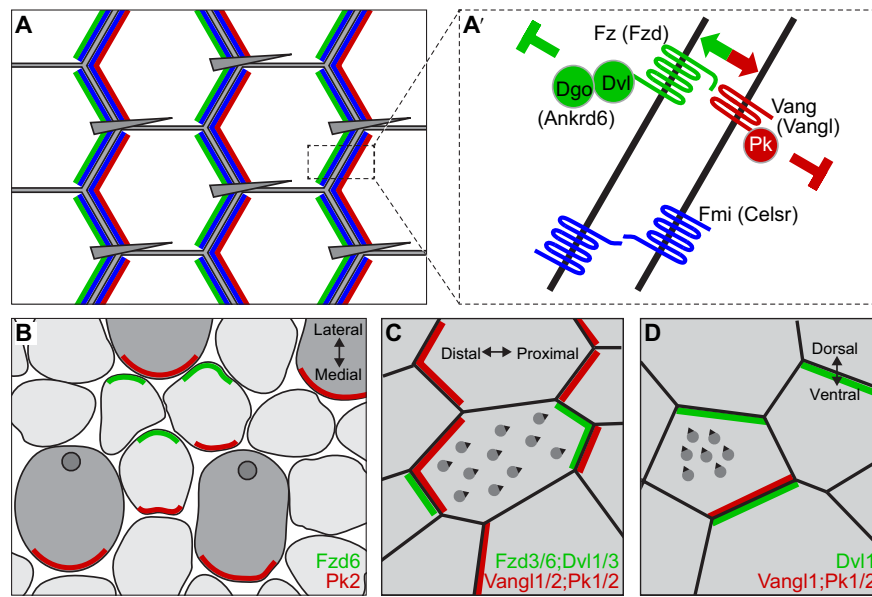 A
A′
Fz (Fzd)
Dgo
Dvl
(Ankrd6)
Vang
(Vangl)
Pk
Fmi (Celsr)
B
Lateral
Medial
Fzd6
Pk2
C
Distal
Proximal
Fzd3/6;Dvl1/3
Vangl1/2;Pk1/2
D
Dorsal
Ventral
Dvl1
Vangl1;Pk1/2